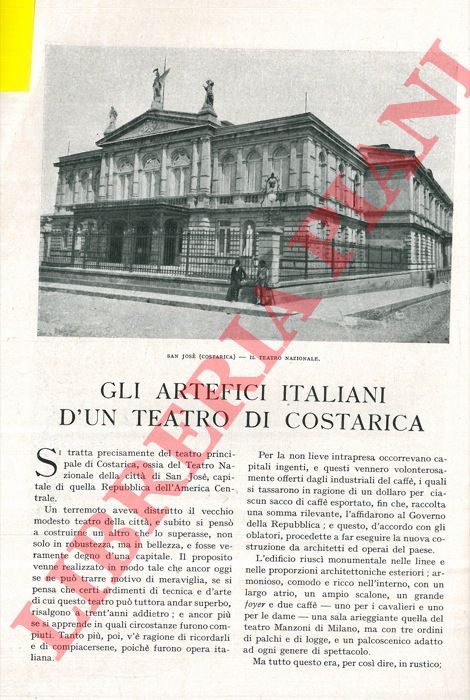 SAN JOSÈ (COSTARICA) — IL TEATRO NAZIONALE.
GLI ARTEFICI ITALIANI
D'UN TEATRO DI COSTARICA
Si tratta precisamente del teatro princi-
pale di Costarica, ossia del Teatro Na-
zionale della città di San José, capi-
tale di quella Repubblica dell'America Cen-
trale.
Un terremoto aveva distrutto il vecchio
modesto teatro della città, e subito si pensò
a costruirne un altro che lo superasse, non
solo in robustezza, ma in bellezza, e fosse ve-
ramente degno d'una capitale. Il proposito
venne realizzato in modo tale che ancor oggi
se ne può trarre motivo di meraviglia, se si
pensa che certi ardimenti di tecnica e d'arte
di cui questo teatro può tuttora andar superbo,
risalgono a trent'anni addietro; e ancor più
se si apprende in quali circostanze furono com-
piuti. Tanto più, poi, v'è ragione di ricordarli
e di compiacersene, poichè furono opera ita-
liana.
Per la non lieve intrapresa occorrevano ca-
pitali ingenti, e questi vennero volonterosa-
mente offerti dagli industriali del caffè, i quali
si tassarono in ragione di un dollaro per cia-
scun sacco di caffè esportato, fin che, raccolta
una somma rilevante, l'affidarono al Governo
della Repubblica; e questo, d'accordo con gli
oblatori, procedette a far eseguire la nuova co-
struzione da architetti ed operai del paese.
L'edificio riuscì monumentale nelle linee e
nelle proporzioni architettoniche esteriori; ar-
monioso, comodo e ricco nell'interno, con un
largo atrio, un ampio scalone, un grande
foyer e due caffè — uno per i cavalieri e uno
per le dame — una sala arieggiante quella del
teatro Manzoni di Milano, ma con tre ordini
di palchi e di logge, e un palcoscenico adatto
ad ogni genere di spettacolo.
Ma tutto questo era, per così dire, in rustico;
LIBRERIA PIANI